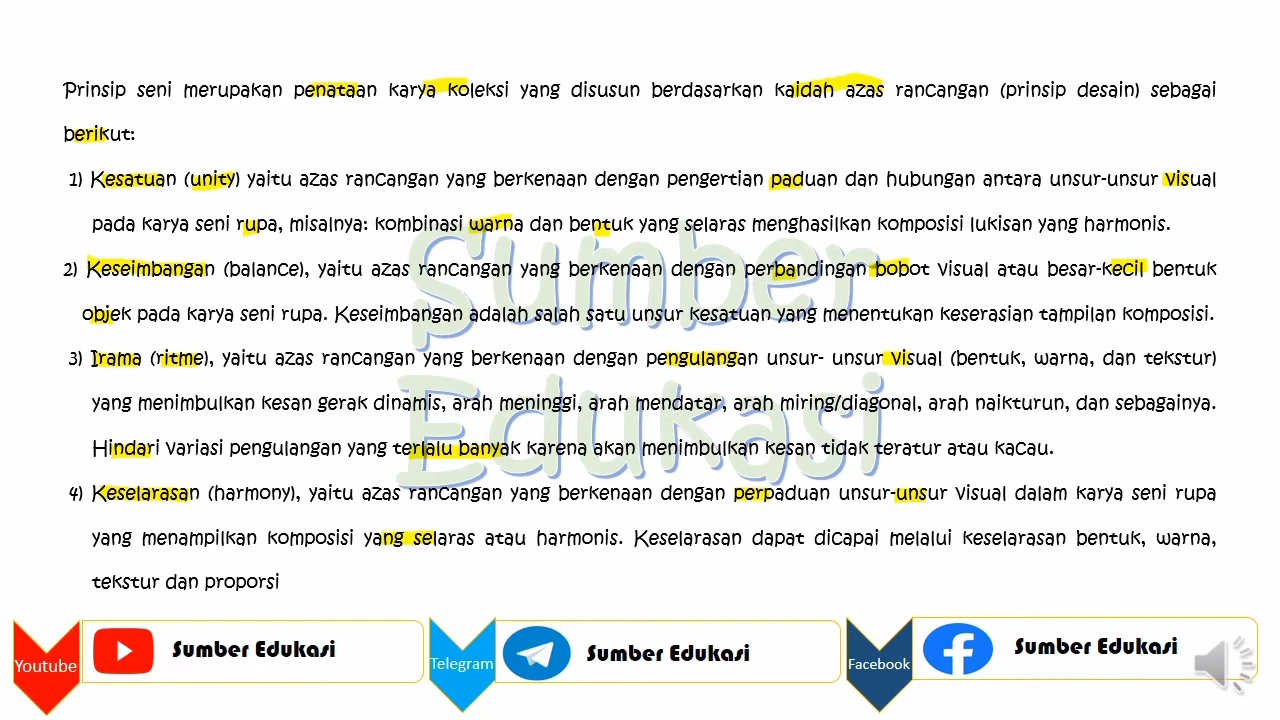 Prinsip seni merupakan penataan karya koleksi yang disusun berdasarkan kaidah azas rancangan (prinsip desain) sebagai
berikut:
1) Kesatuan (unity) yaitu azas rancangan yang berkenaan dengan pengertian paduan dan hubungan antara unsur-unsur visual
pada karya seni rupa, misalnya: kombinasi warna dan bentuk yang selaras menghasilkan komposisi lukisan yang harmonis.
2) Keseimbangan (balance), yaitu azas rancangan yang berkenaan dengan perbandingan bobot visual atau besar-kecil bentuk
objek pada karya seni rupa. Keseimbangan adalah salah satu unsur kesatuan yang menentukan keserasian tampilan komposisi.
3) Irama (ritme), yaitu azas rancangan yang berkenaan dengan pengulangan unsur- unsur visual (bentuk, warna, dan tekstur)
yang menimbulkan kesan gerak dinamis, arah meninggi, arah mendatar, arah miring/diagonal, arah naikturun, dan sebagainya.
Hindari variasi pengulangan yang terlalu banyak karena akan menimbulkan kesan tidak teratur atau kacau.
4) Keselarasan (harmony), yaitu azas rancangan yang berkenaan dengan perpaduan unsur-unsur visual dalam karya seni rupa
yang menampilkan komposisi yang selaras atau harmonis. Keselarasan dapat dicapai melalui keselarasan bentuk, warna,
tekstur dan proporsi
Sumber
Edukasi
Youtube Sumber Edukasi
Telegram Sumber Edukasi
Facebook Sumber Edukasi